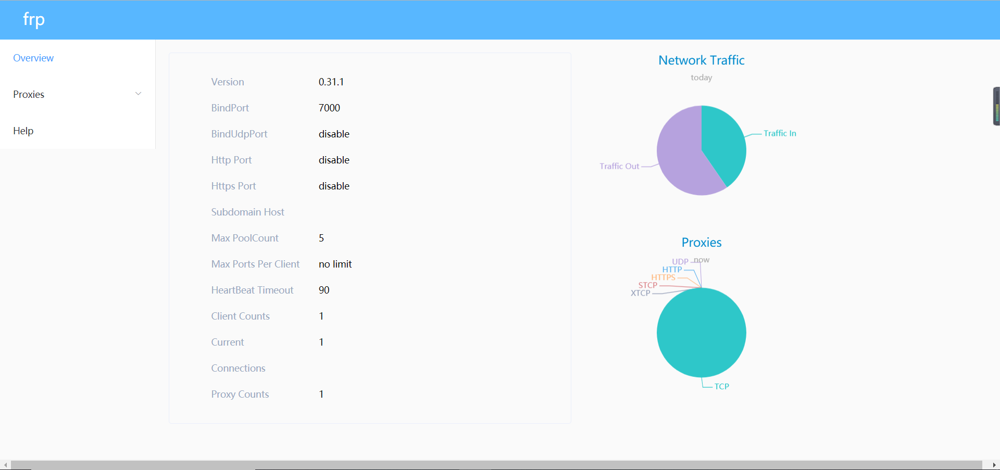 frp
Overview
Proxies
Help
Version 0.31.1
BindPort 7000
BindUdpPort disable
Http Port disable
Https Port disable
Subdomain Host
Max PoolCount 5
Max Ports Per Client no limit
HeartBeat Timeout 90
Client Counts 1
Current 1
Connections
Proxy Counts 1
Network Traffic
today
Traffic In
Traffic Out
Proxies
now
UDP
HTTP
HTTPS
STCP
XTCP
TCP